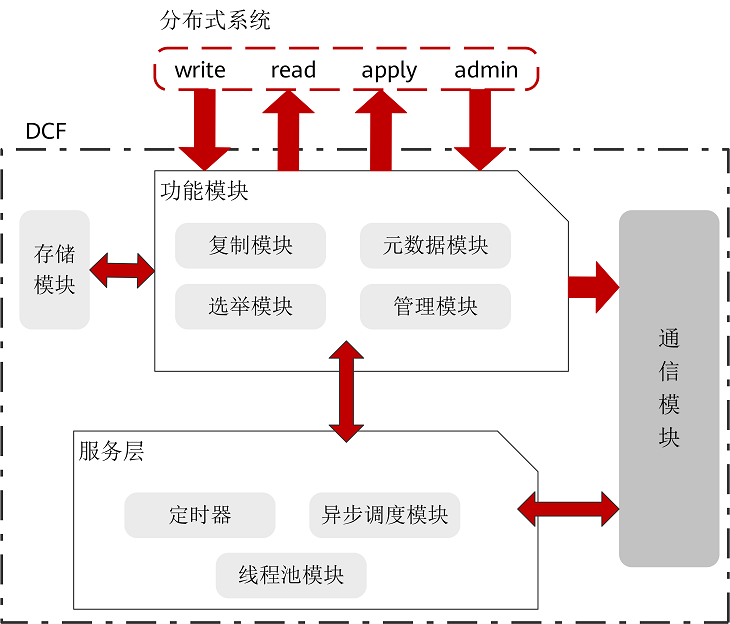 分布式系统
write read apply admin
DCF
功能模块
复制模块 元数据模块
存储
模块
选举模块 管理模块
通
信
模
块
服务层
定时器 异步调度模块
线程池模块